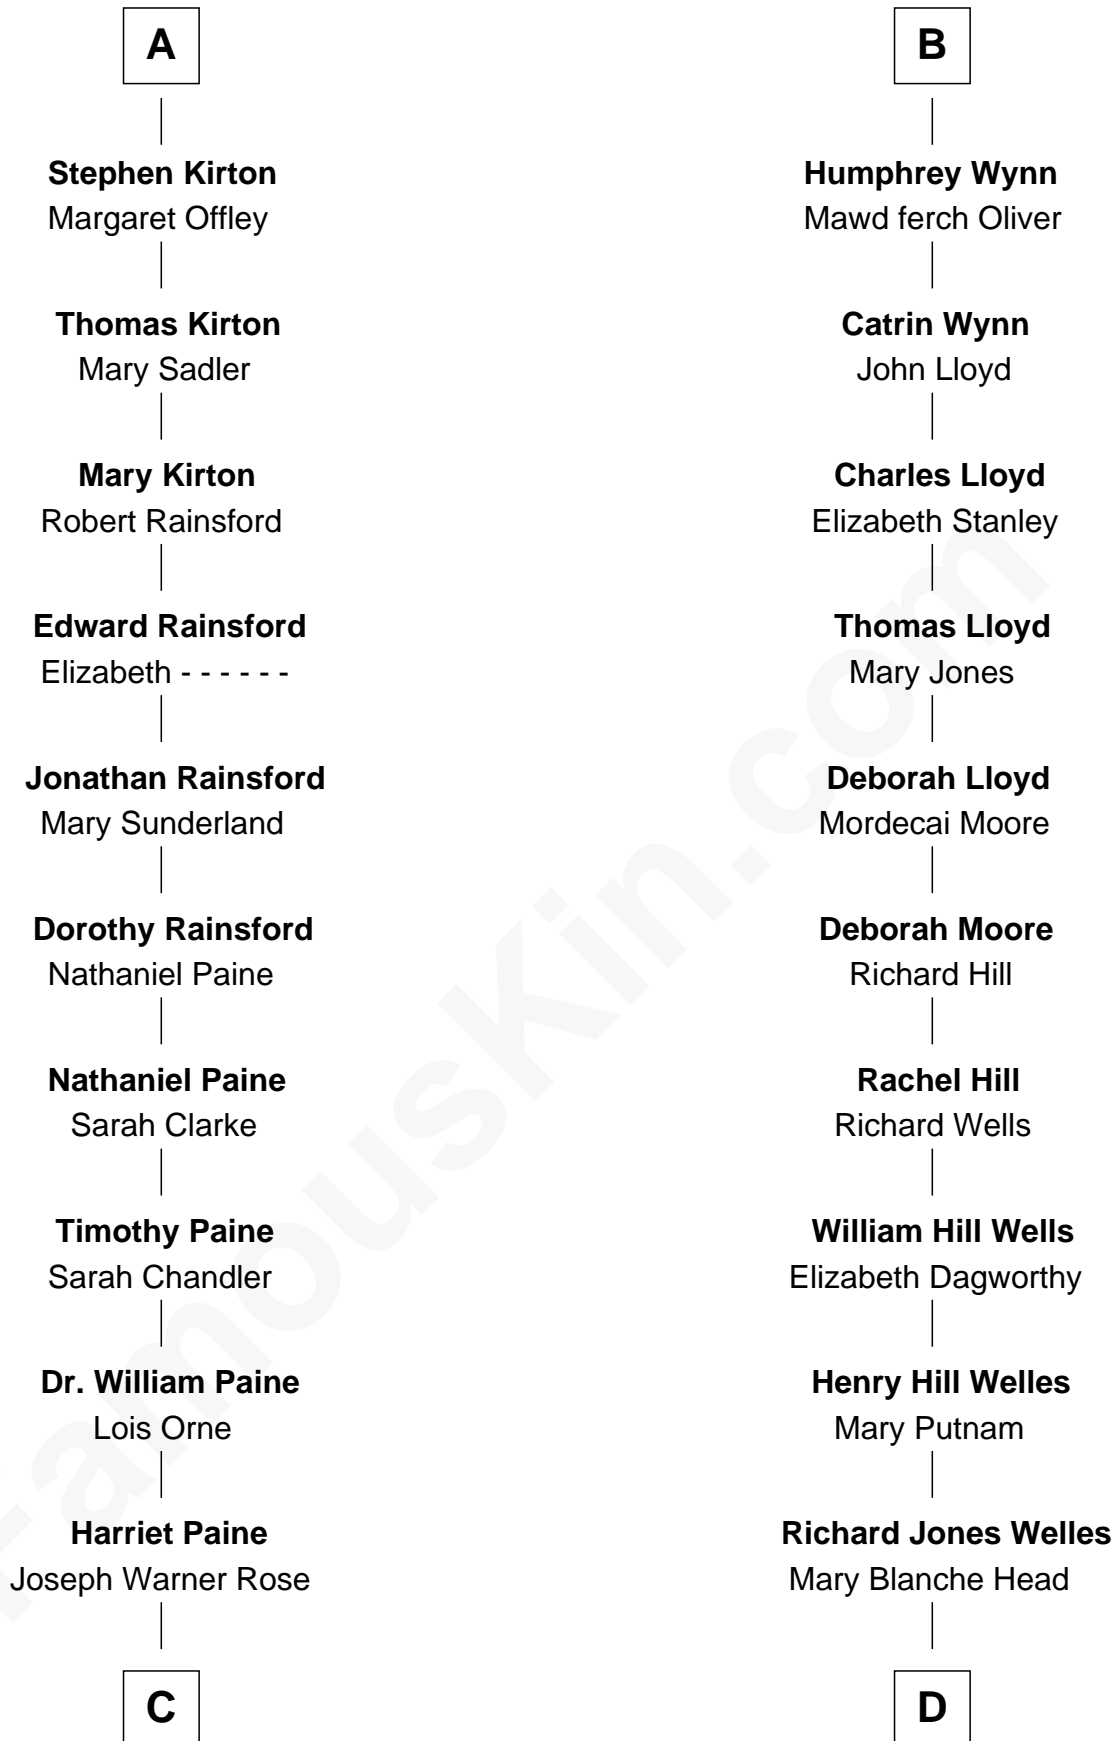 A
Stephen Kirton
Margaret Offley
Thomas Kirton
Mary Sadler
Mary Kirton
Robert Rainsford
Edward Rainsford
Elizabeth - - - - - -
Jonathan Rainsford
Mary Sunderland
Dorothy Rainsford
Nathaniel Paine
Nathaniel Paine
Sarah Clarke
Timothy Paine
Sarah Chandler
Dr. William Paine
Lois Orne
Harriet Paine
Joseph Warner Rose
C
B
Humphrey Wynn
Mawd ferch Oliver
Catrin Wynn
John Lloyd
Charles Lloyd
Elizabeth Stanley
Thomas Lloyd
Mary Jones
Deborah Lloyd
Mordecai Moore
Deborah Moore
Richard Hill
Rachel Hill
Richard Wells
William Hill Wells
Elizabeth Dagworthy
Henry Hill Welles
Mary Putnam
Richard Jones Welles
Mary Blanche Head
D
FamousKin.com